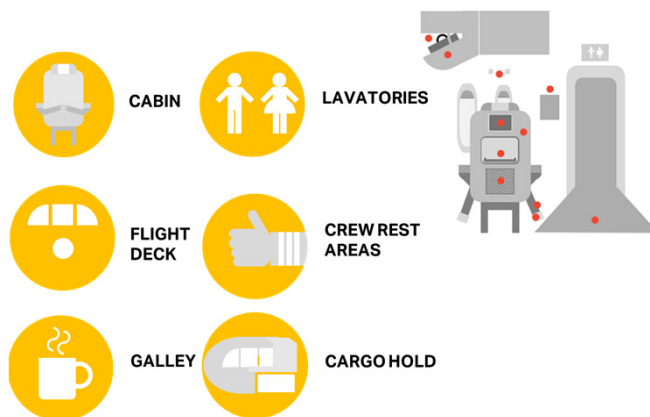 CABIN
LAVATORIES
FLIGHT
DECK
CREW REST
AREAS
GALLEY
CARGO HOLD